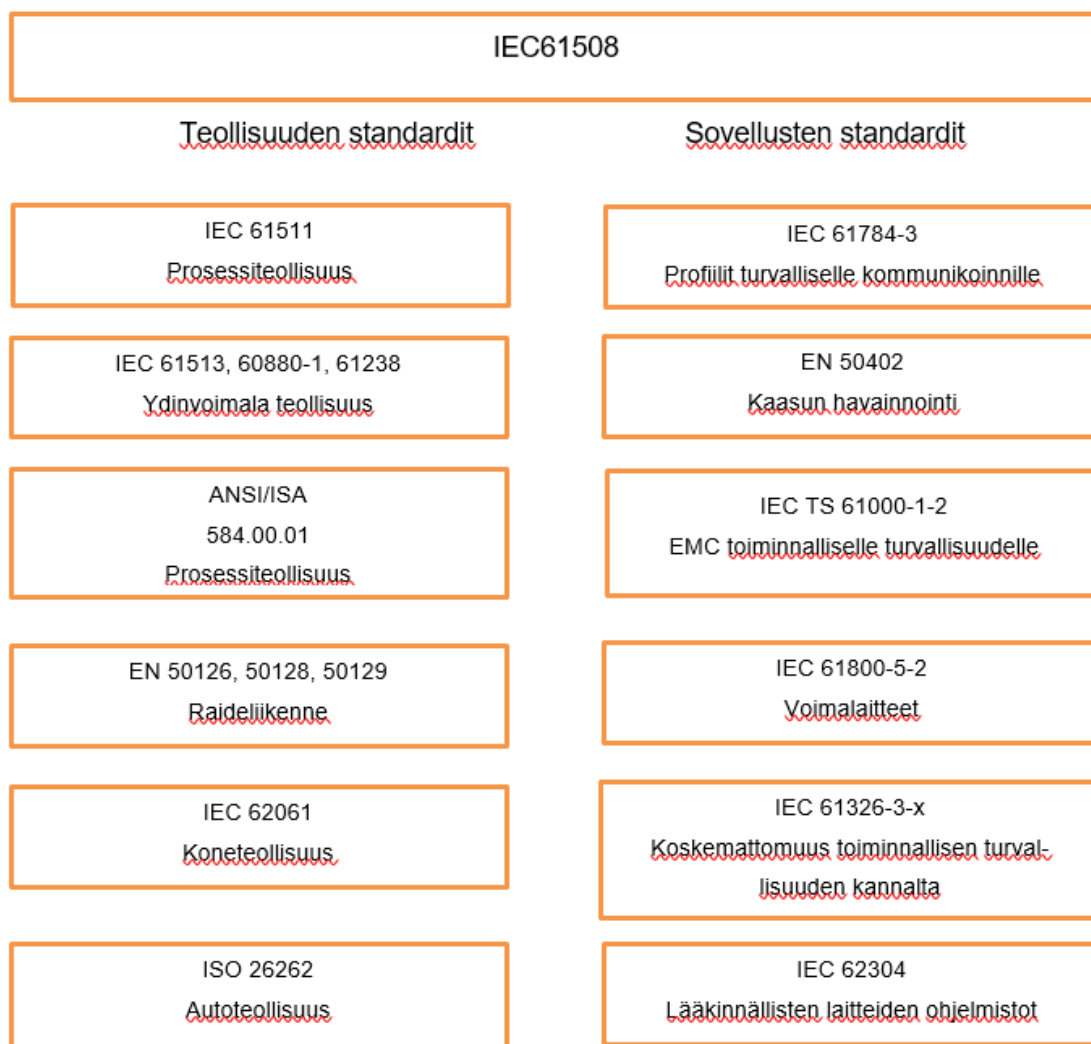 IEC61508
Teollisuuden standardit
Sovellusten standardit
IEC 61511
Prosessiteollisuus
IEC 61513, 60880-1, 61238
Ydinvoimala teollisuus
ANSI/ISA
584.00.01
Prosessiteollisuus
EN 50126, 50128, 50129
Raideliikenne
IEC 62061
Koneteollisuus
ISO 26262
Autoteollisuus
IEC 61784-3
Profiilit turvalliselle kommunikoinnille
EN 50402
Kaasun havainnointi
IEC TS 61000-1-2
EMC toiminnalliselle turvallisuudelle
IEC 61800-5-2
Voimalaitteet
IEC 61326-3-x
Koskemattomuus toiminnallisen turval-
lisuuden kannalta
IEC 62304
Lääkinnällisten laitteiden ohjelmistot